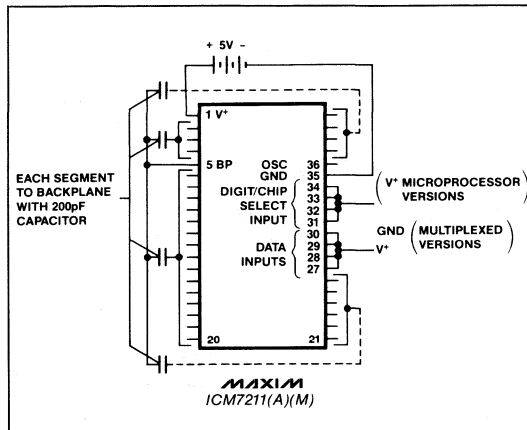 + 5V −
1 V+
5 BP
OSC 36
GND 35
DIGIT/CHIP 34
SELECT 33
32
INPUT 31
30
DATA 29
INPUTS 28
27
20 21
EACH SEGMENT
TO BACKPLANE
WITH 200pF
CAPACITOR
(V+ MICROPROCESSOR
VERSIONS)
GND (MULTIPLEXED
V+ VERSIONS)
MAXIM
ICM7211(A)(M)